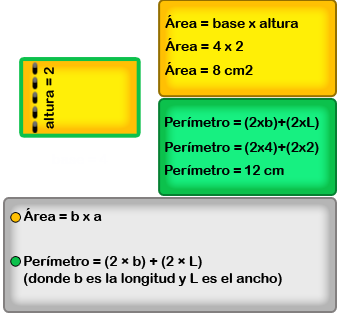 altura = 2
Área = base x altura
Área = 4 x 2
Área = 8 cm2
Perímetro = (2xb)+(2xL)
Perímetro = (2x4)+(2x2)
Perímetro = 12 cm
Área = b x a
Perímetro = (2 × b) + (2 × L)
(donde b es la longitud y L es el ancho)